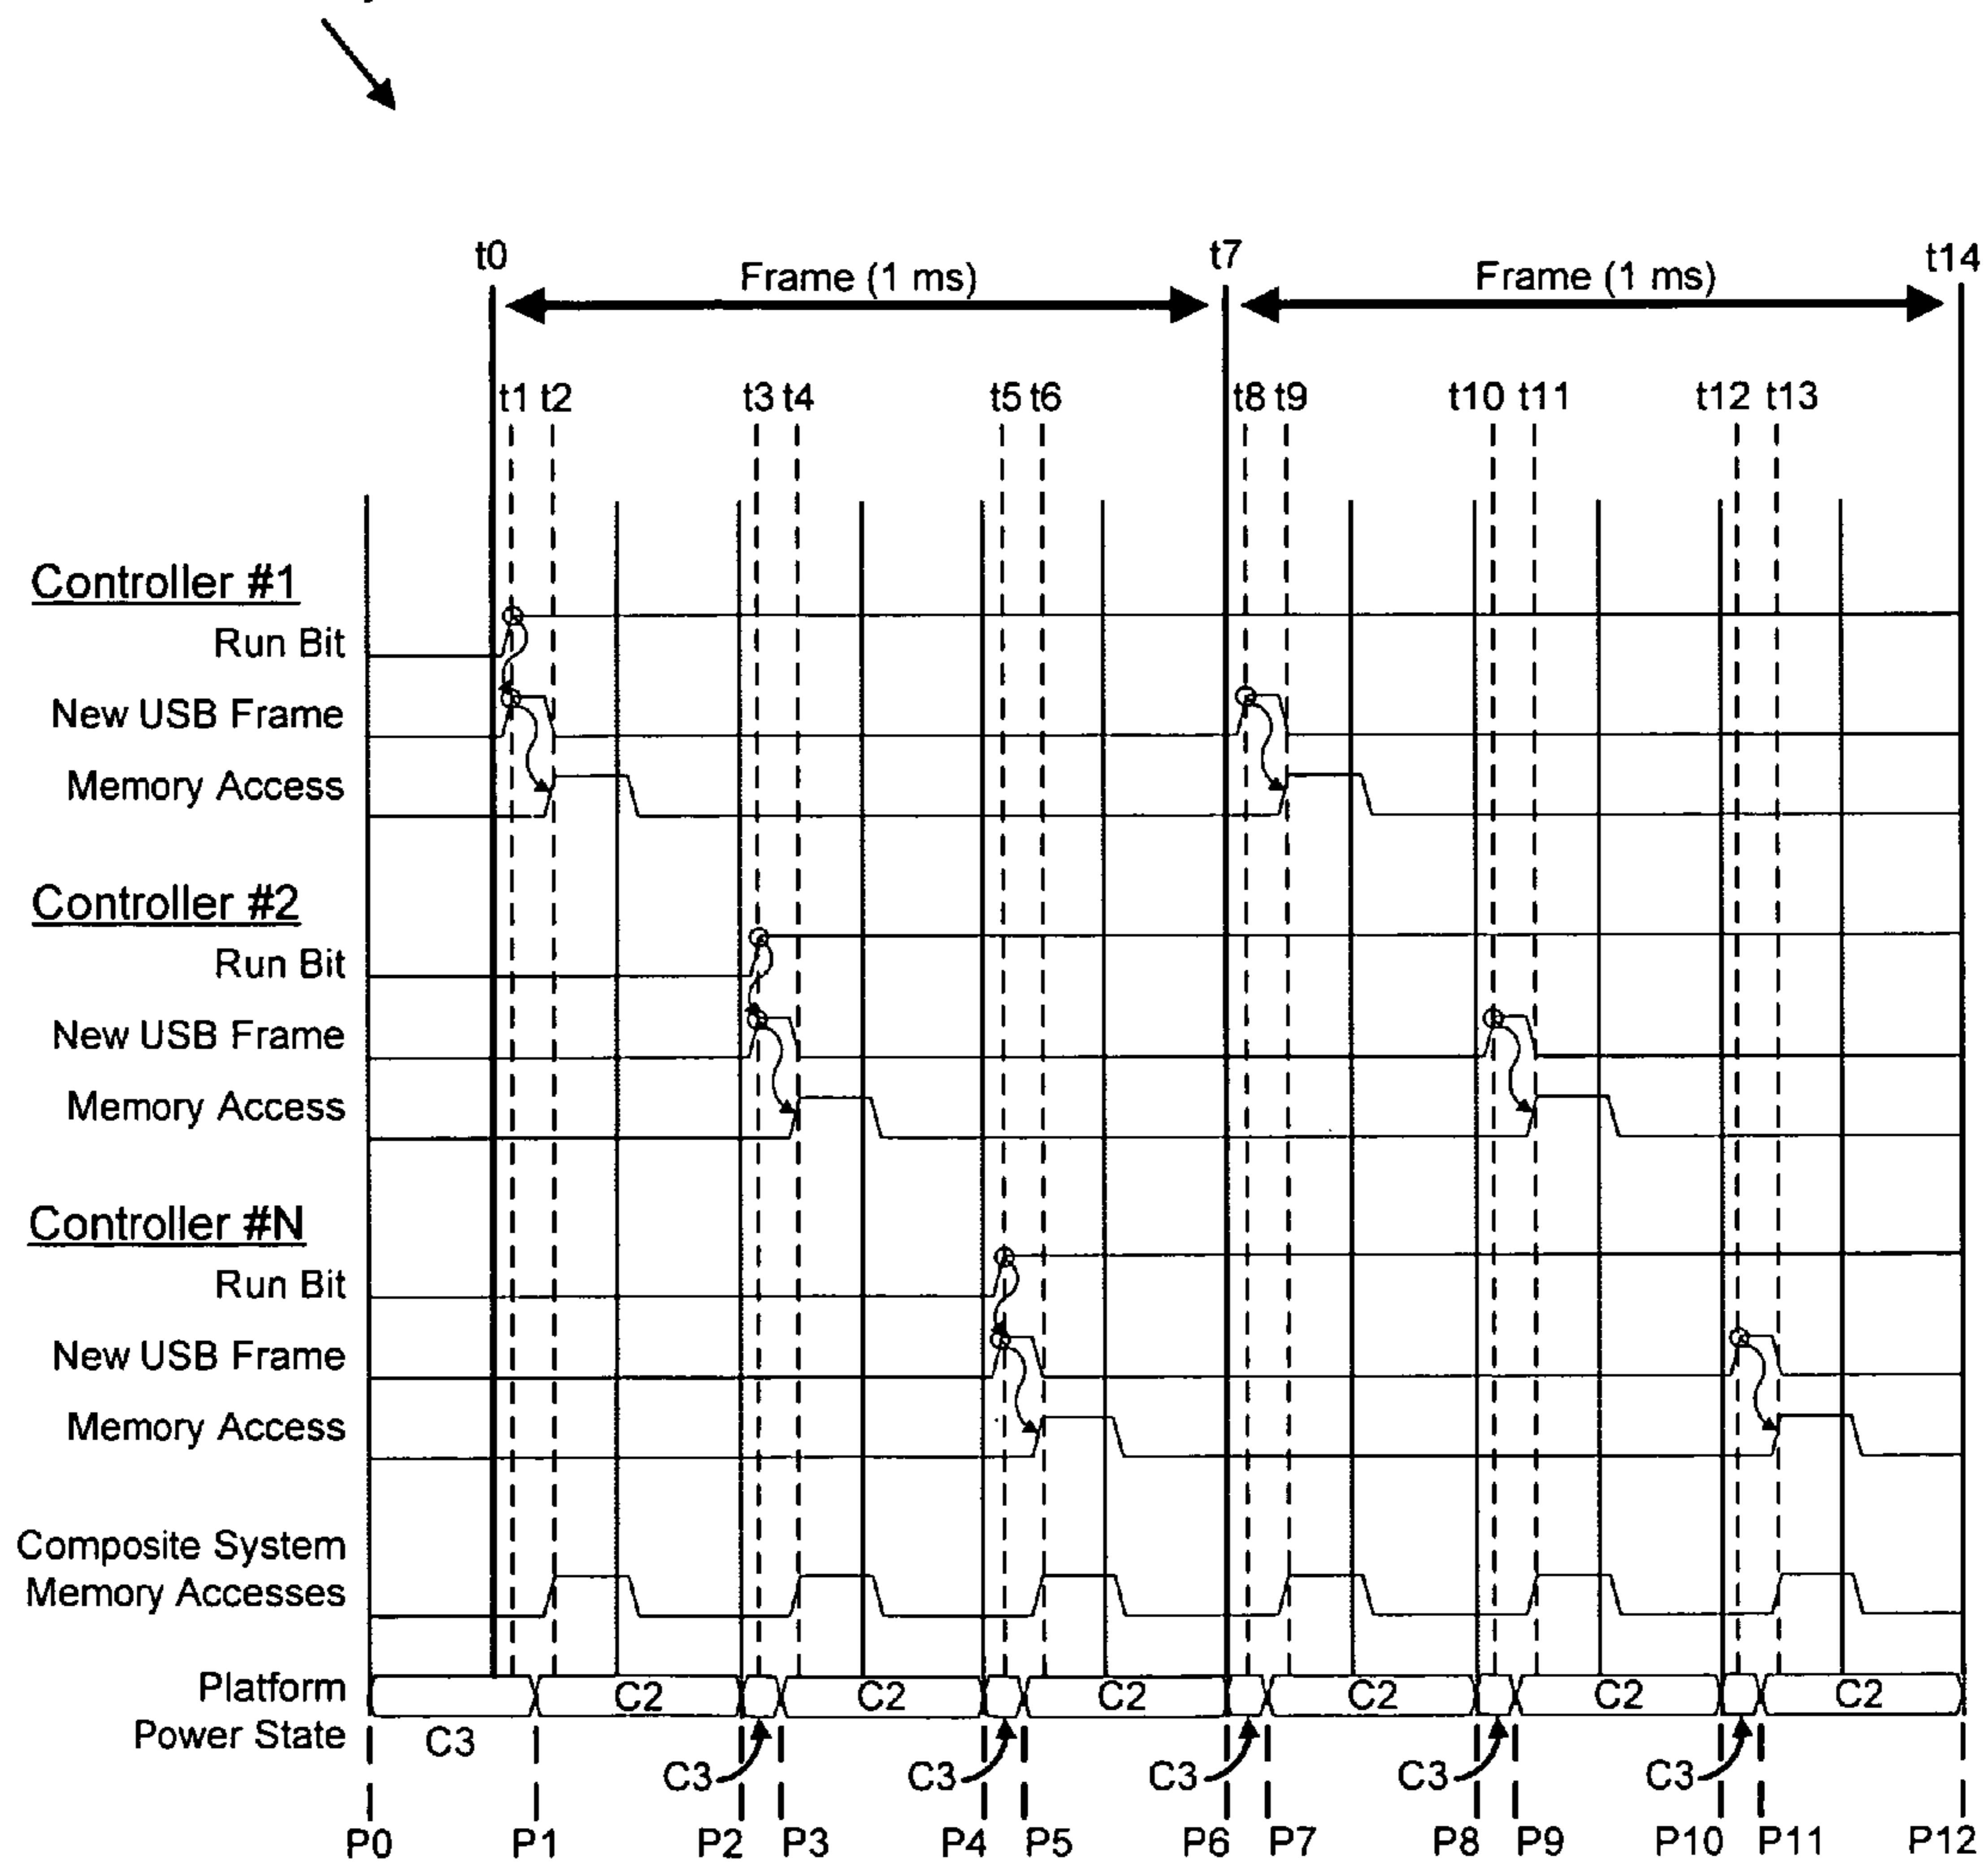 t0 t7 t14
Frame (1 ms) Frame (1 ms)
t1 t2 t3 t4 t5 t6 t8 t9 t10 t11 t12 t13
Controller #1
Run Bit
New USB Frame
Memory Access
Controller #2
Run Bit
New USB Frame
Memory Access
Controller #N
Run Bit
New USB Frame
Memory Access
Composite System
Memory Accesses
Platform C2 C2 C2 C2 C2 C2
Power State C3
C3 C3 C3 C3 C3
P0 P1 P2 P3 P4 P5 P6 P7 P8 P9 P10 P11 P12